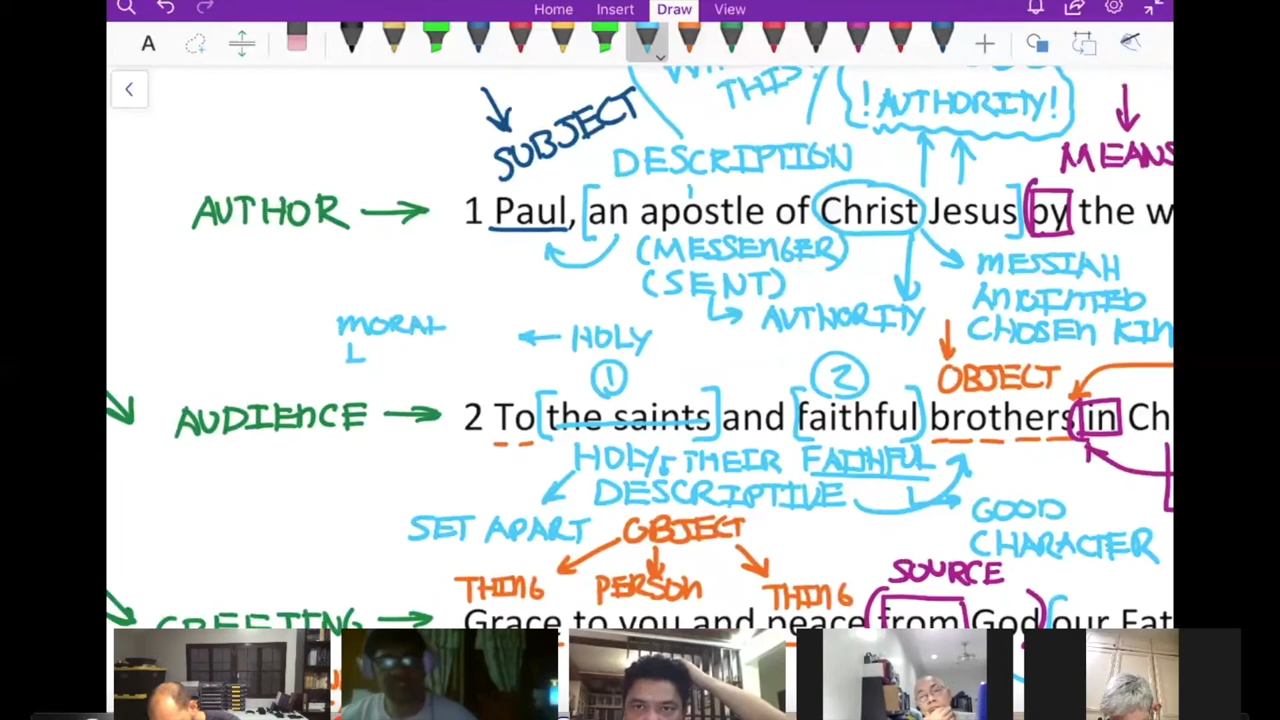 Home Insert Draw View
A
THIS?
!AUTHORITY!
SUBJECT
DESCRIPTION
MEANS
AUTHOR → 1 Paul, [an apostle of Christ Jesus] (by the w
(MESSENGER)
(SENT)
AUTHORITY
MESSIAH
ANOINTED
CHOSEN KIN
MORAL
L
← HOLY
1
2
OBJECT
AUDIENCE → 2 To [the saints] and [faithful] brothers (in Ch
HOLY, THEIR FAITHFUL
DESCRIPTIVE
GOOD
CHARACTER
SET APART
OBJECT
SOURCE
THING PERSON THING
GREETING → Grace to you and peace (from God) (our Fat